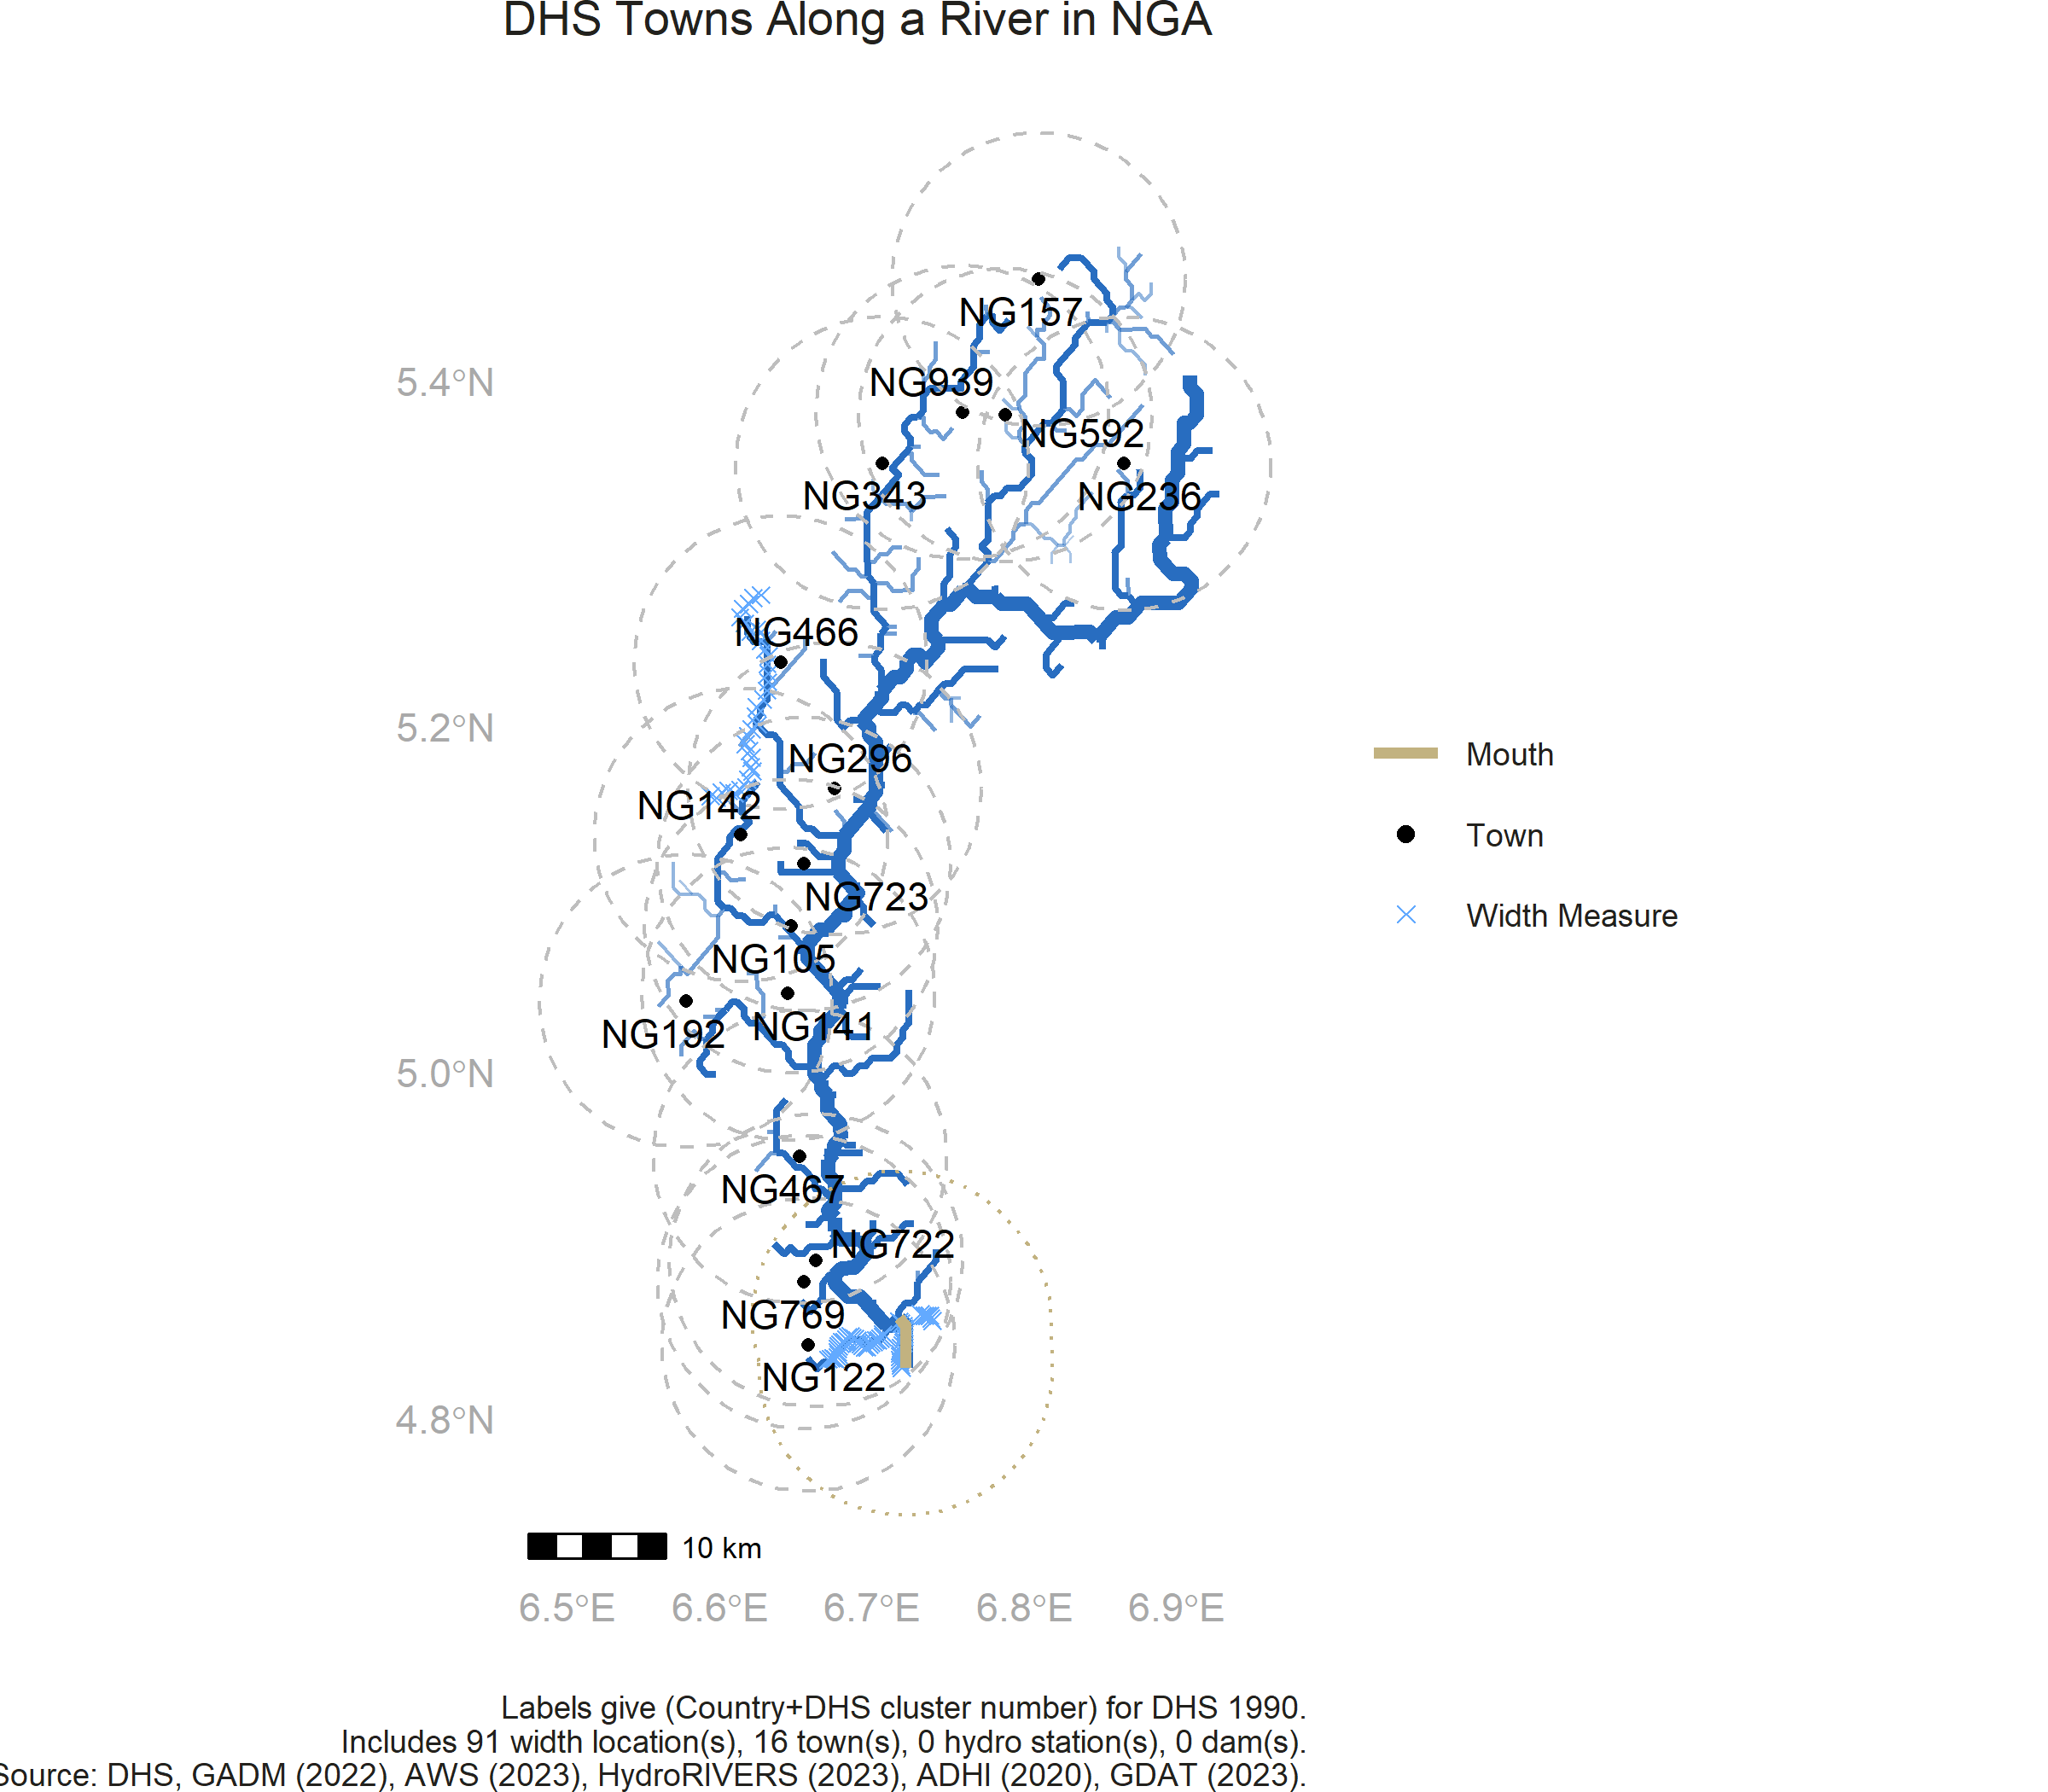 DHS Towns Along a River in NGA
NG157
5.4°N
NG939
NG592
NG343
NG236
NG466
5.2°N
NG296
Mouth
NG142
Town
NG723
Width Measure
NG105
NG141
NG192
5.0°N
NG467
NG722
NG769
NG122
4.8°N
10 km
6.5°E 6.6°E 6.7°E 6.8°E 6.9°E
Labels give (Country+DHS cluster number) for DHS 1990.
Includes 91 width location(s), 16 town(s), 0 hydro station(s), 0 dam(s).
Source: DHS, GADM (2022), AWS (2023), HydroRIVERS (2023), ADHI (2020), GDAT (2023).